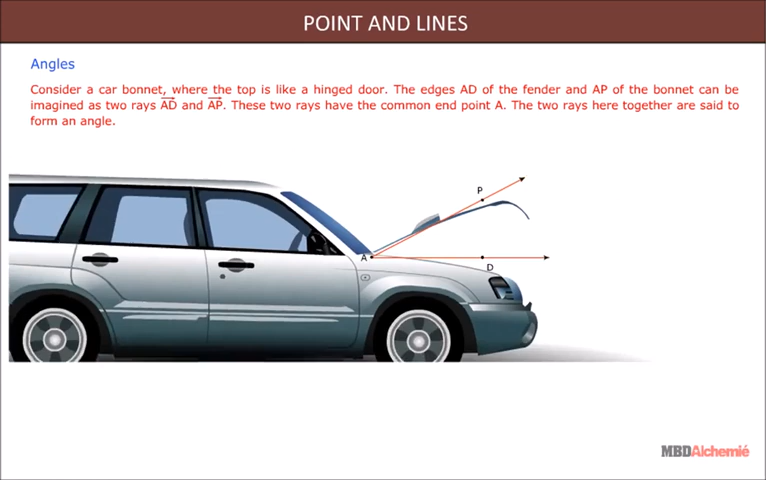 POINT AND LINES
Angles
Consider a car bonnet, where the top is like a hinged door. The edges AD of the fender and AP of the bonnet can be
imagined as two rays AD and AP. These two rays have the common end point A. The two rays here together are said to
form an angle.
P
A
D
MBDAlchemié